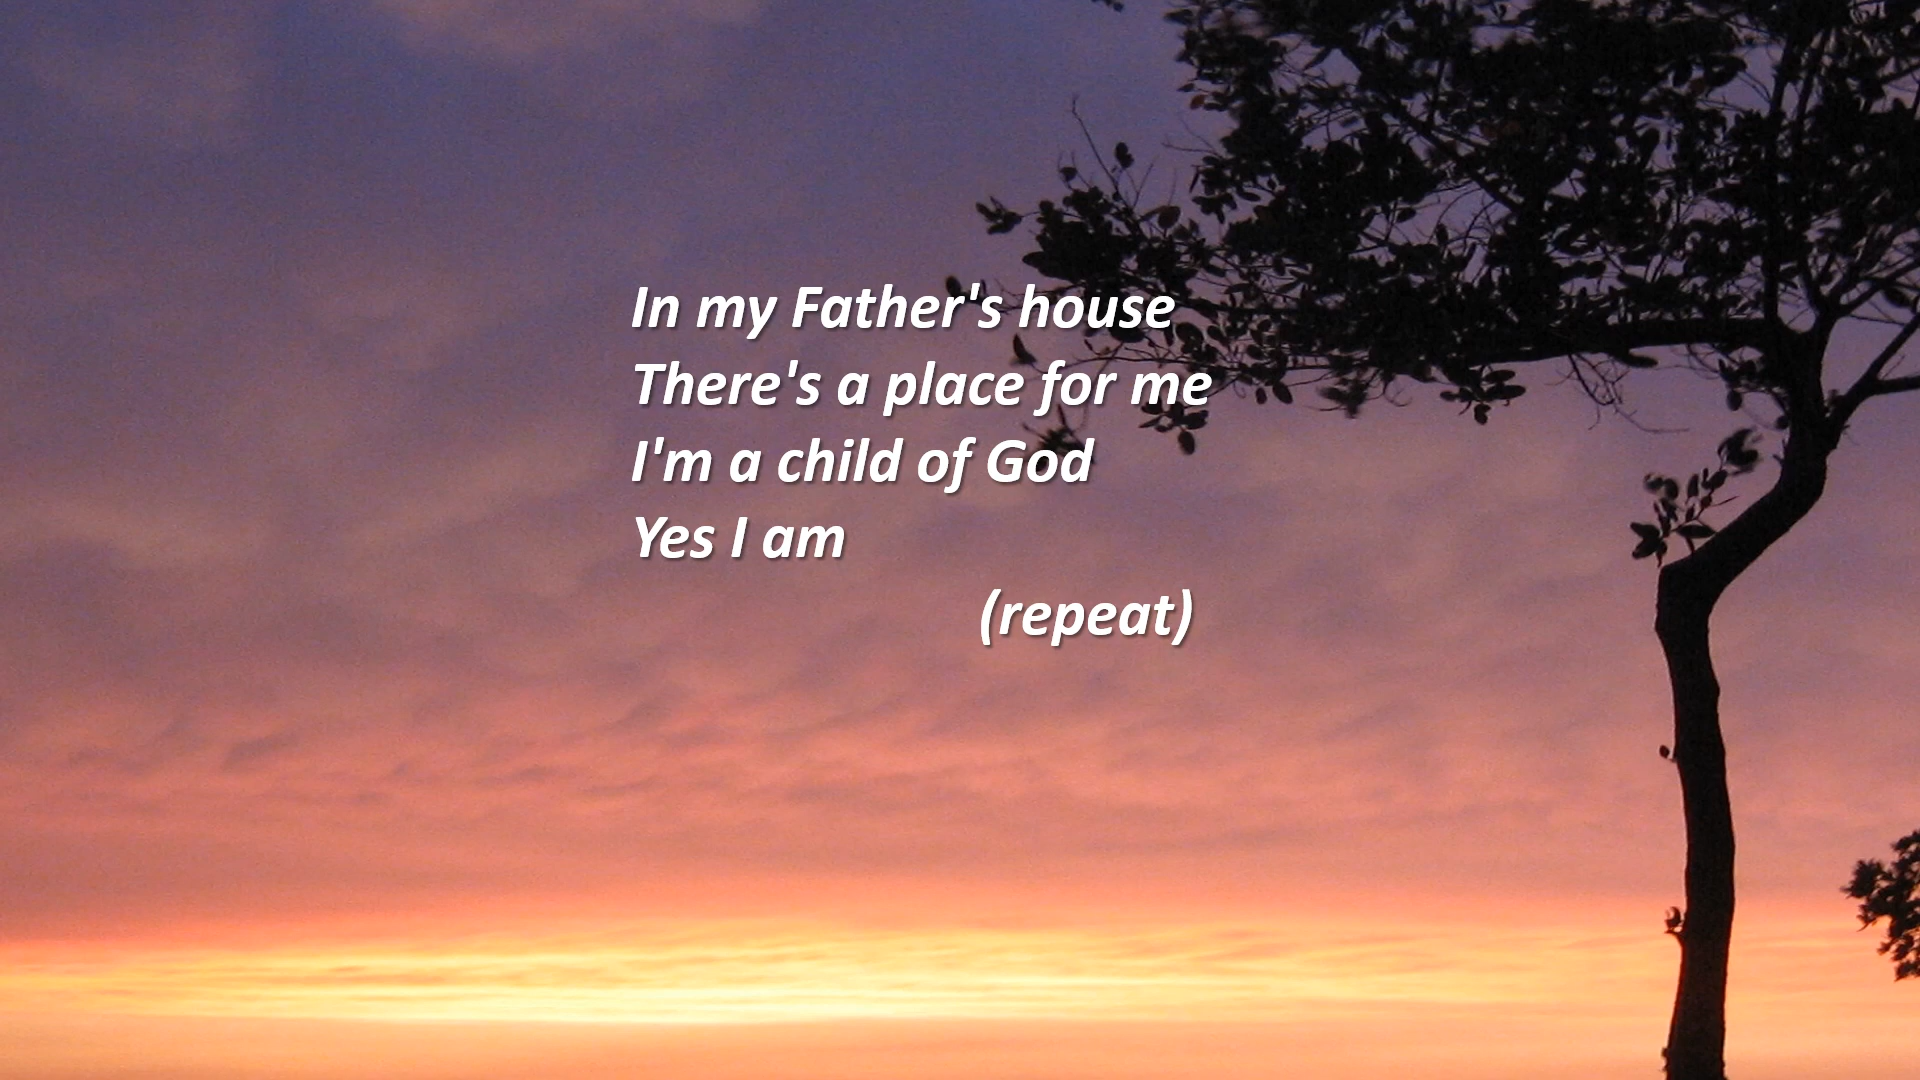 In my Father's house
There's a place for me
I'm a child of God
Yes I am
(repeat)